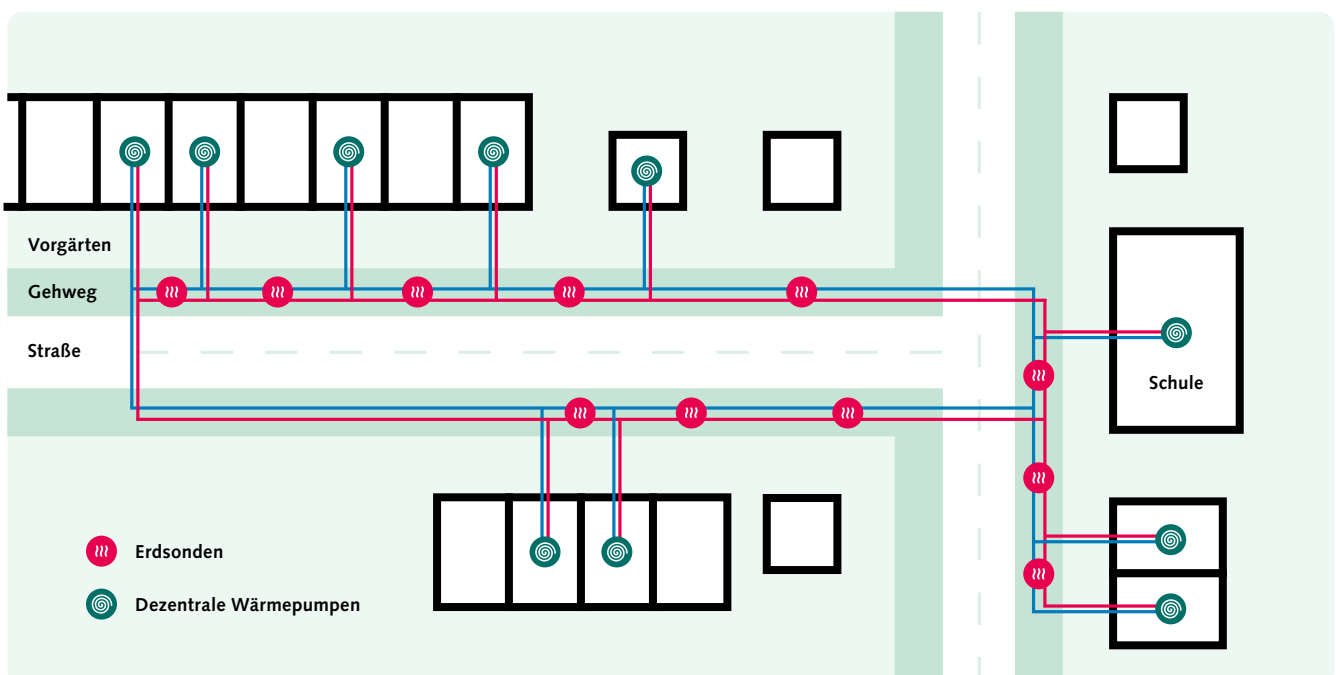 Vorgärten
Gehweg
Straße
Schule
Erdsonden
Dezentrale Wärmepumpen